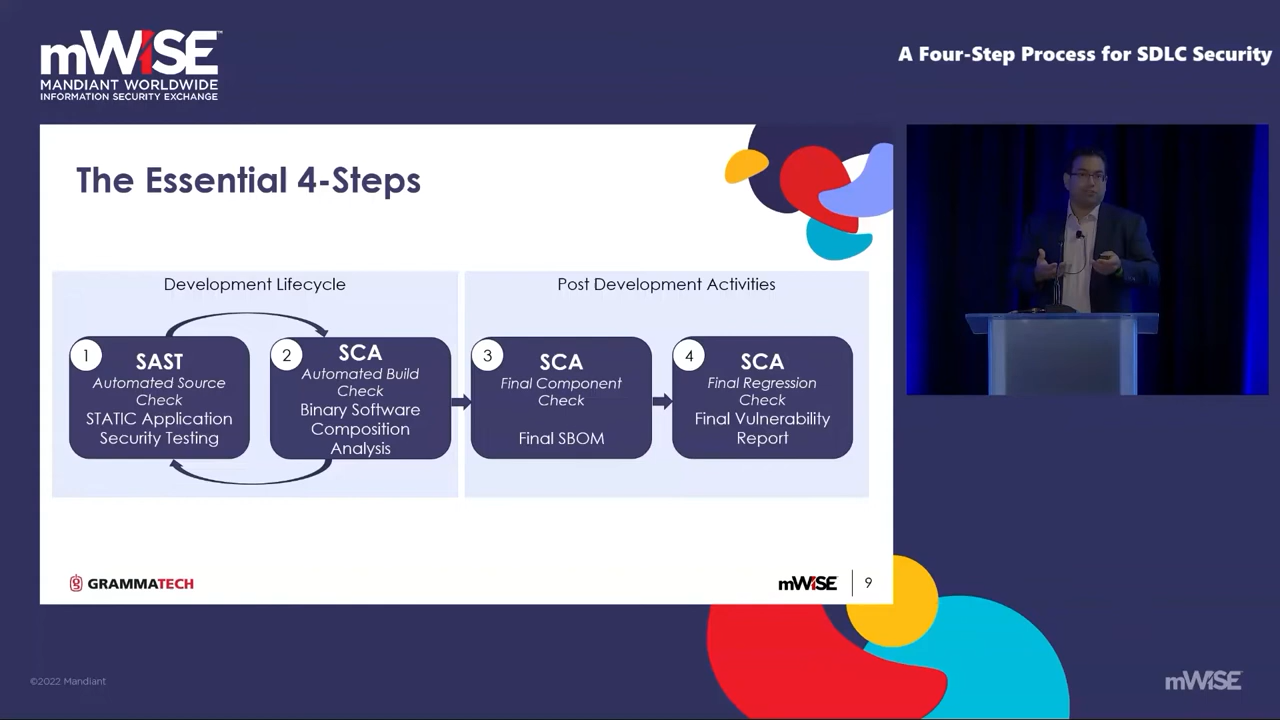 mWISE™
MANDIANT WORLDWIDE
INFORMATION SECURITY EXCHANGE
A Four-Step Process for SDLC Security
The Essential 4-Steps
Development Lifecycle
1
SAST
Automated Source
Check
STATIC Application
Security Testing
2
SCA
Automated Build
Check
Binary Software
Composition
Analysis
Post Development Activities
3
SCA
Final Component
Check
Final SBOM
4
SCA
Final Regression
Check
Final Vulnerability
Report
GRAMMATECH
mWISE
9
©2022 Mandiant
mWISE